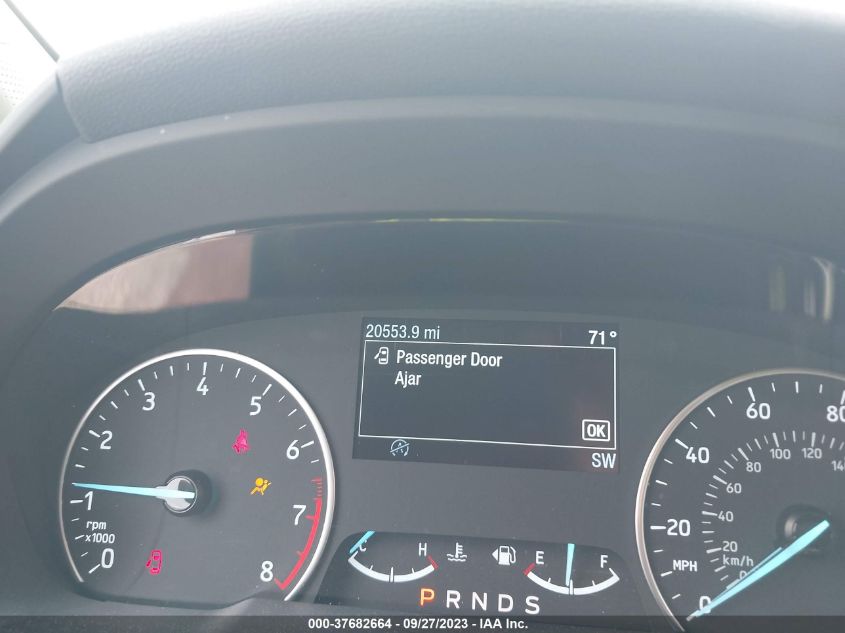 20553.9 mi 71°
Passenger Door
Ajar
OK
SW
0 1 2 3 4 5 6 7 8
rpm
x1000
C H E F
P R N D S
0 20 40 60 80
MPH
0 20 40 60 80 100 120
km/h
000-37682664 - 09/27/2023 - IAA Inc.